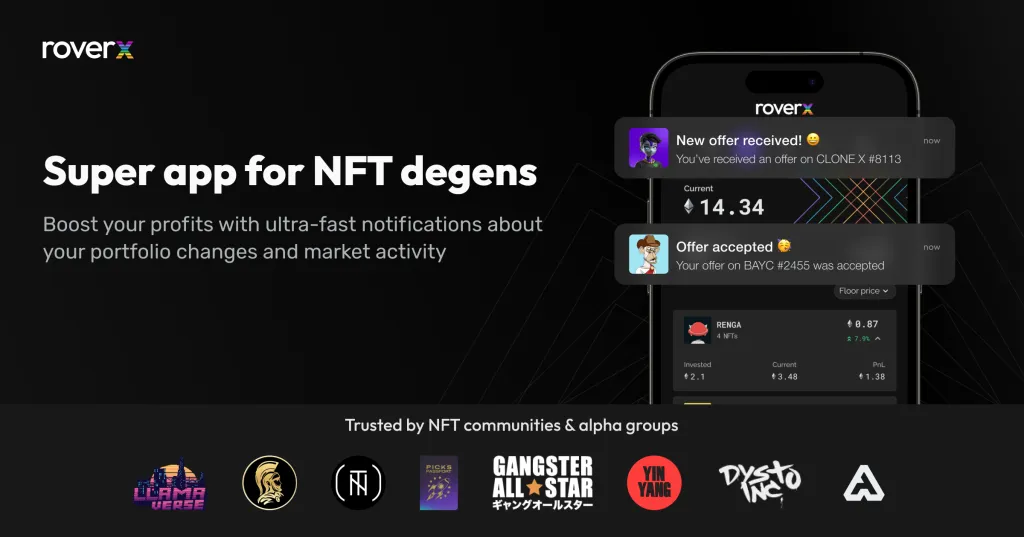 roverx
Super app for NFT degens
Boost your profits with ultra-fast notifications about
your portfolio changes and market activity
roverx
New offer received! 😄 now
You've received an offer on CLONE X #8113
Current
14.34
Offer accepted 🥳 now
Your offer on BAYC #2455 was accepted
Floor price
RENGA 0.87
4 NFTs 7.9%
Invested Current PnL
2.1 3.48 1.38
Trusted by NFT communities & alpha groups
LLAMA
VERSE
TN
PICKS
PASSPORT
GANGSTER
ALL★STAR
ギャングオールスター
YIN
YANG
DYSTO
INC.